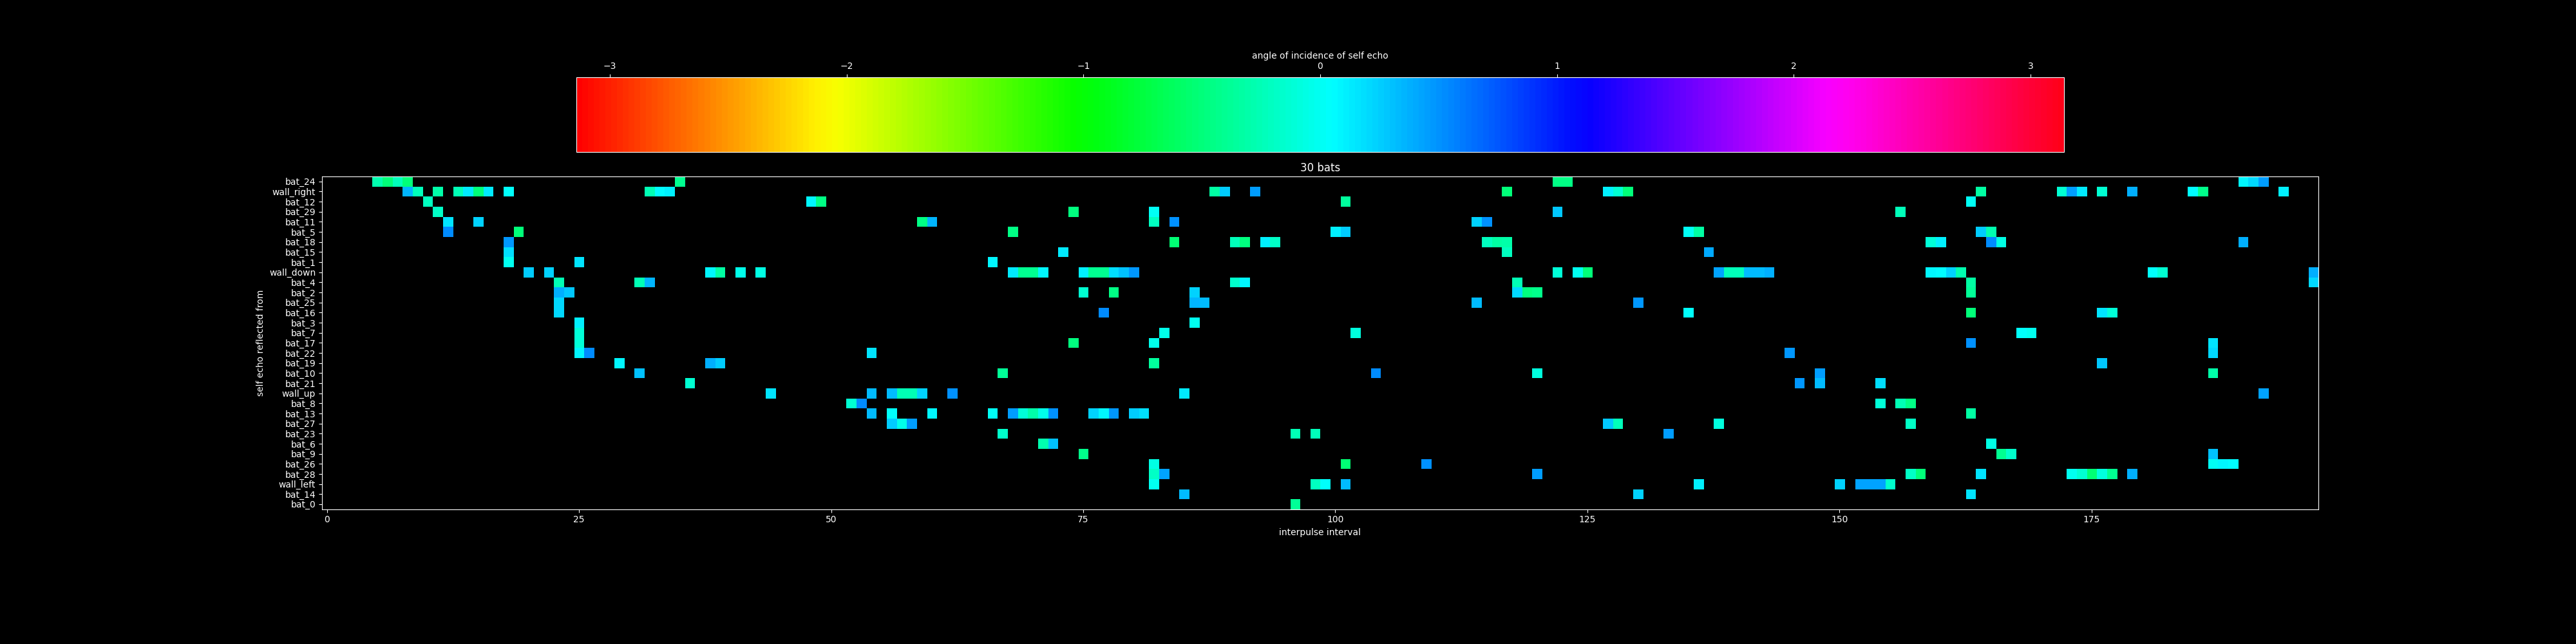 angle of incidence of self echo
−3 −2 −1 0 1 2 3
30 bats
self echo reflected from
bat_24
wall_right
bat_12
bat_29
bat_11
bat_5
bat_18
bat_15
bat_1
wall_down
bat_4
bat_2
bat_25
bat_16
bat_3
bat_7
bat_17
bat_22
bat_19
bat_10
bat_21
wall_up
bat_8
bat_13
bat_27
bat_23
bat_6
bat_9
bat_26
bat_28
wall_left
bat_14
bat_0
0 25 50 75 100 125 150 175
interpulse interval